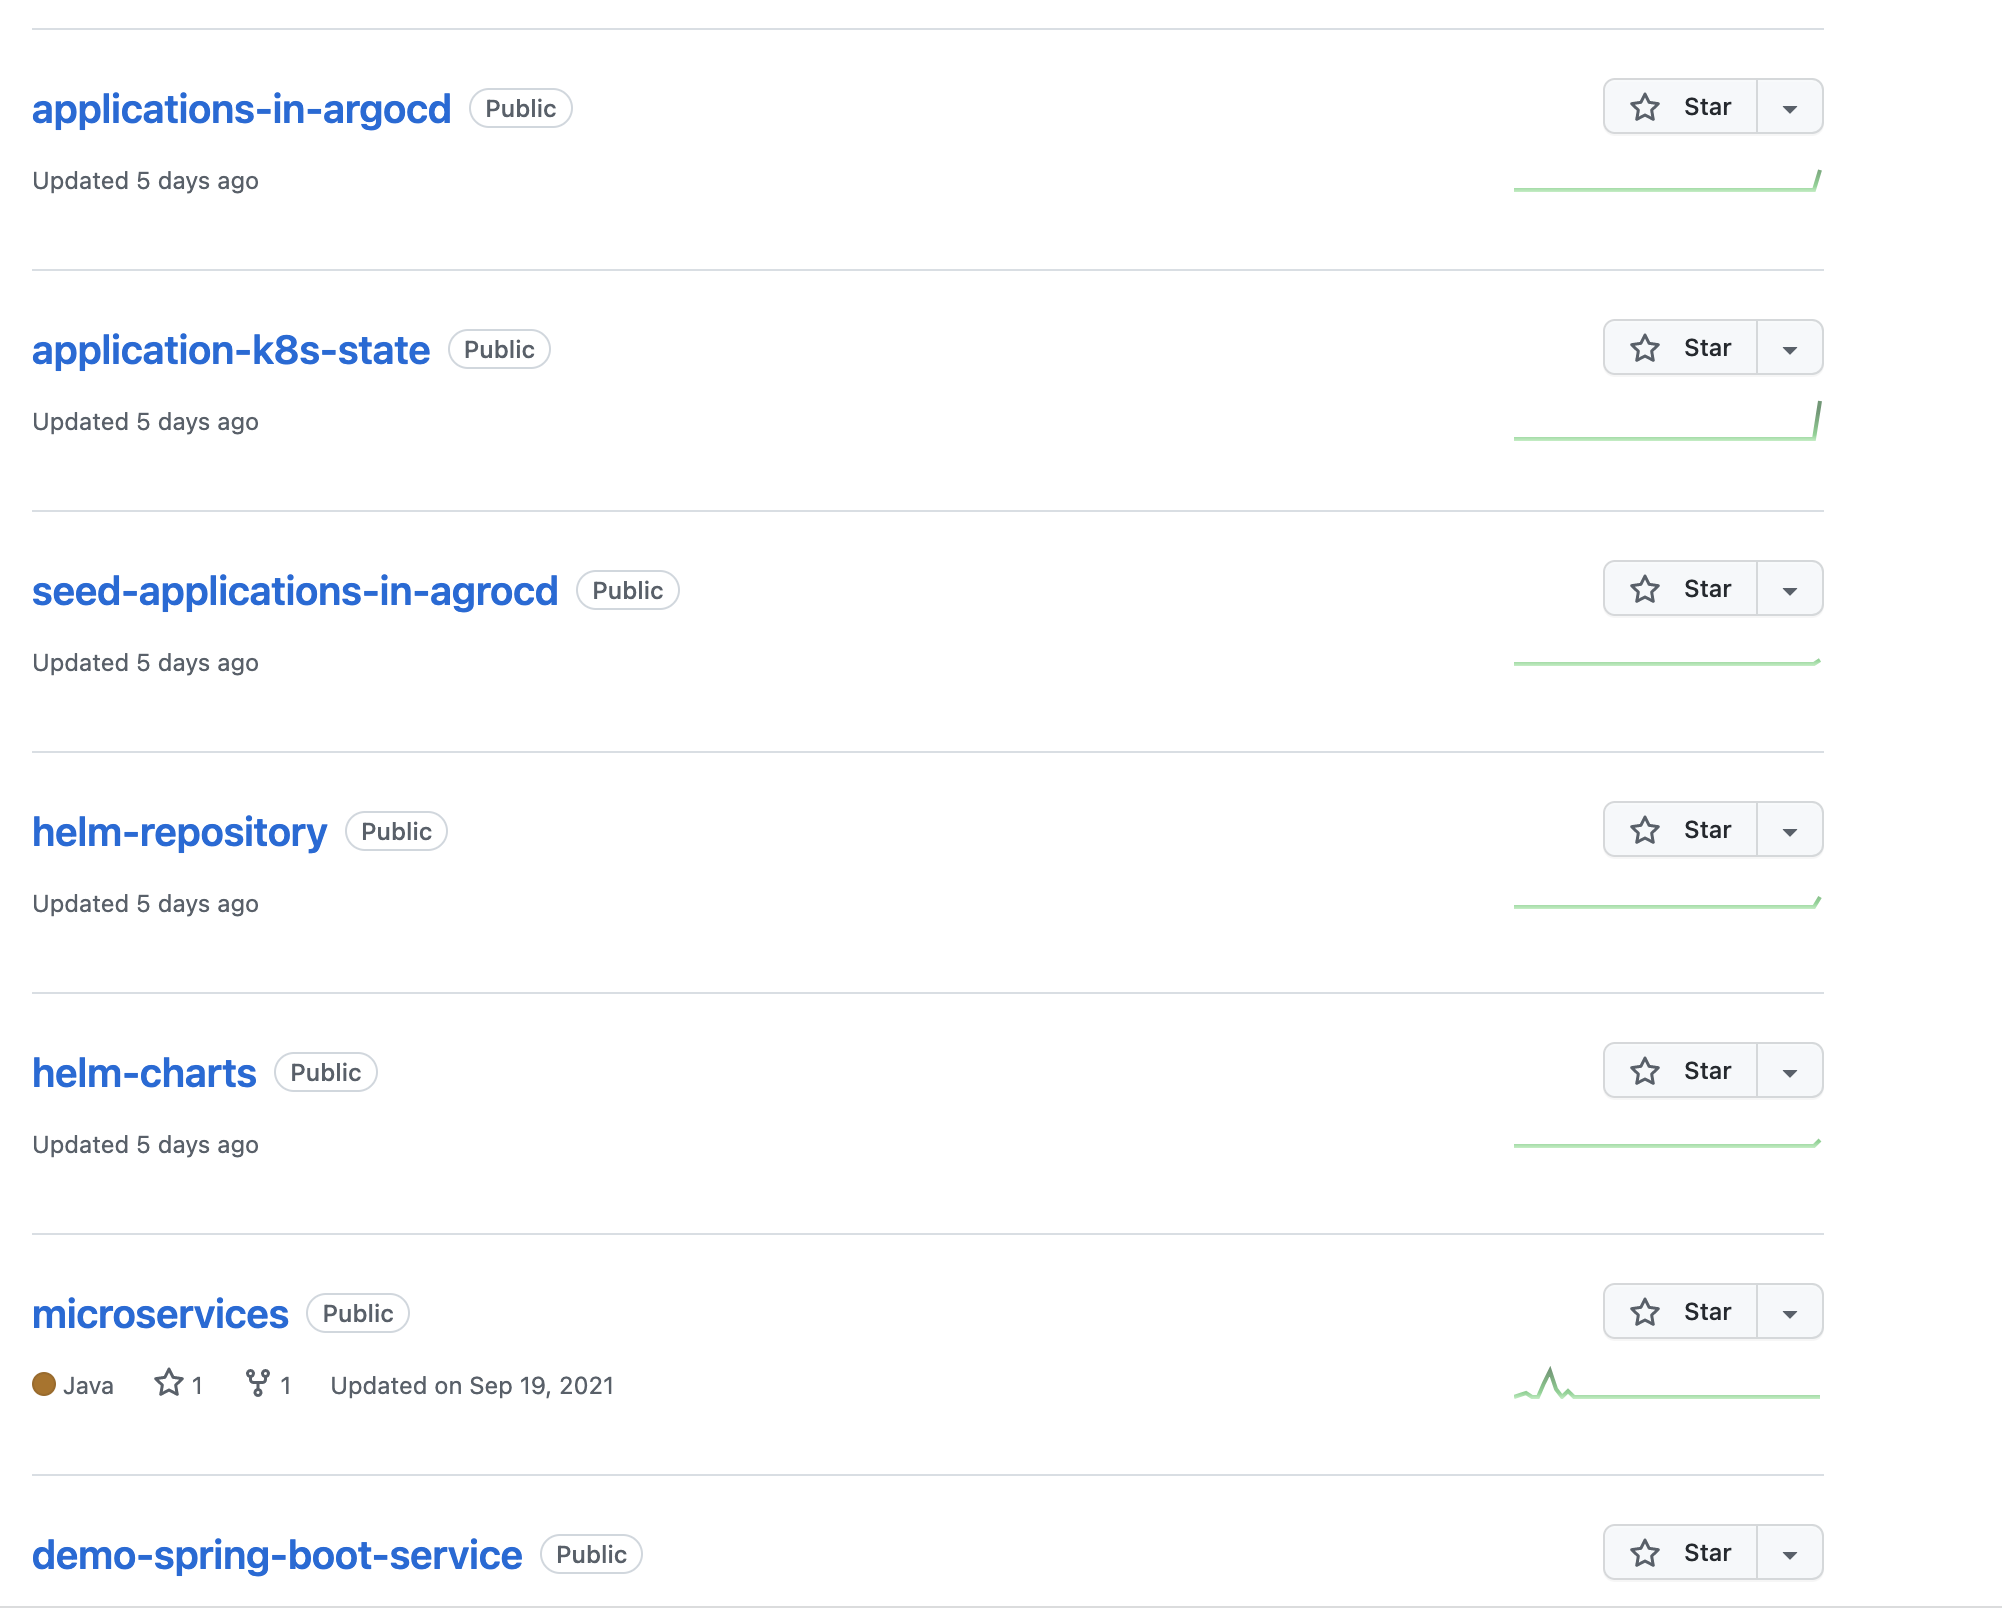 applications-in-argocd Public Star
Updated 5 days ago
application-k8s-state Public Star
Updated 5 days ago
seed-applications-in-agrocd Public Star
Updated 5 days ago
helm-repository Public Star
Updated 5 days ago
helm-charts Public Star
Updated 5 days ago
microservices Public Star
Java 1 1 Updated on Sep 19, 2021
demo-spring-boot-service Public Star